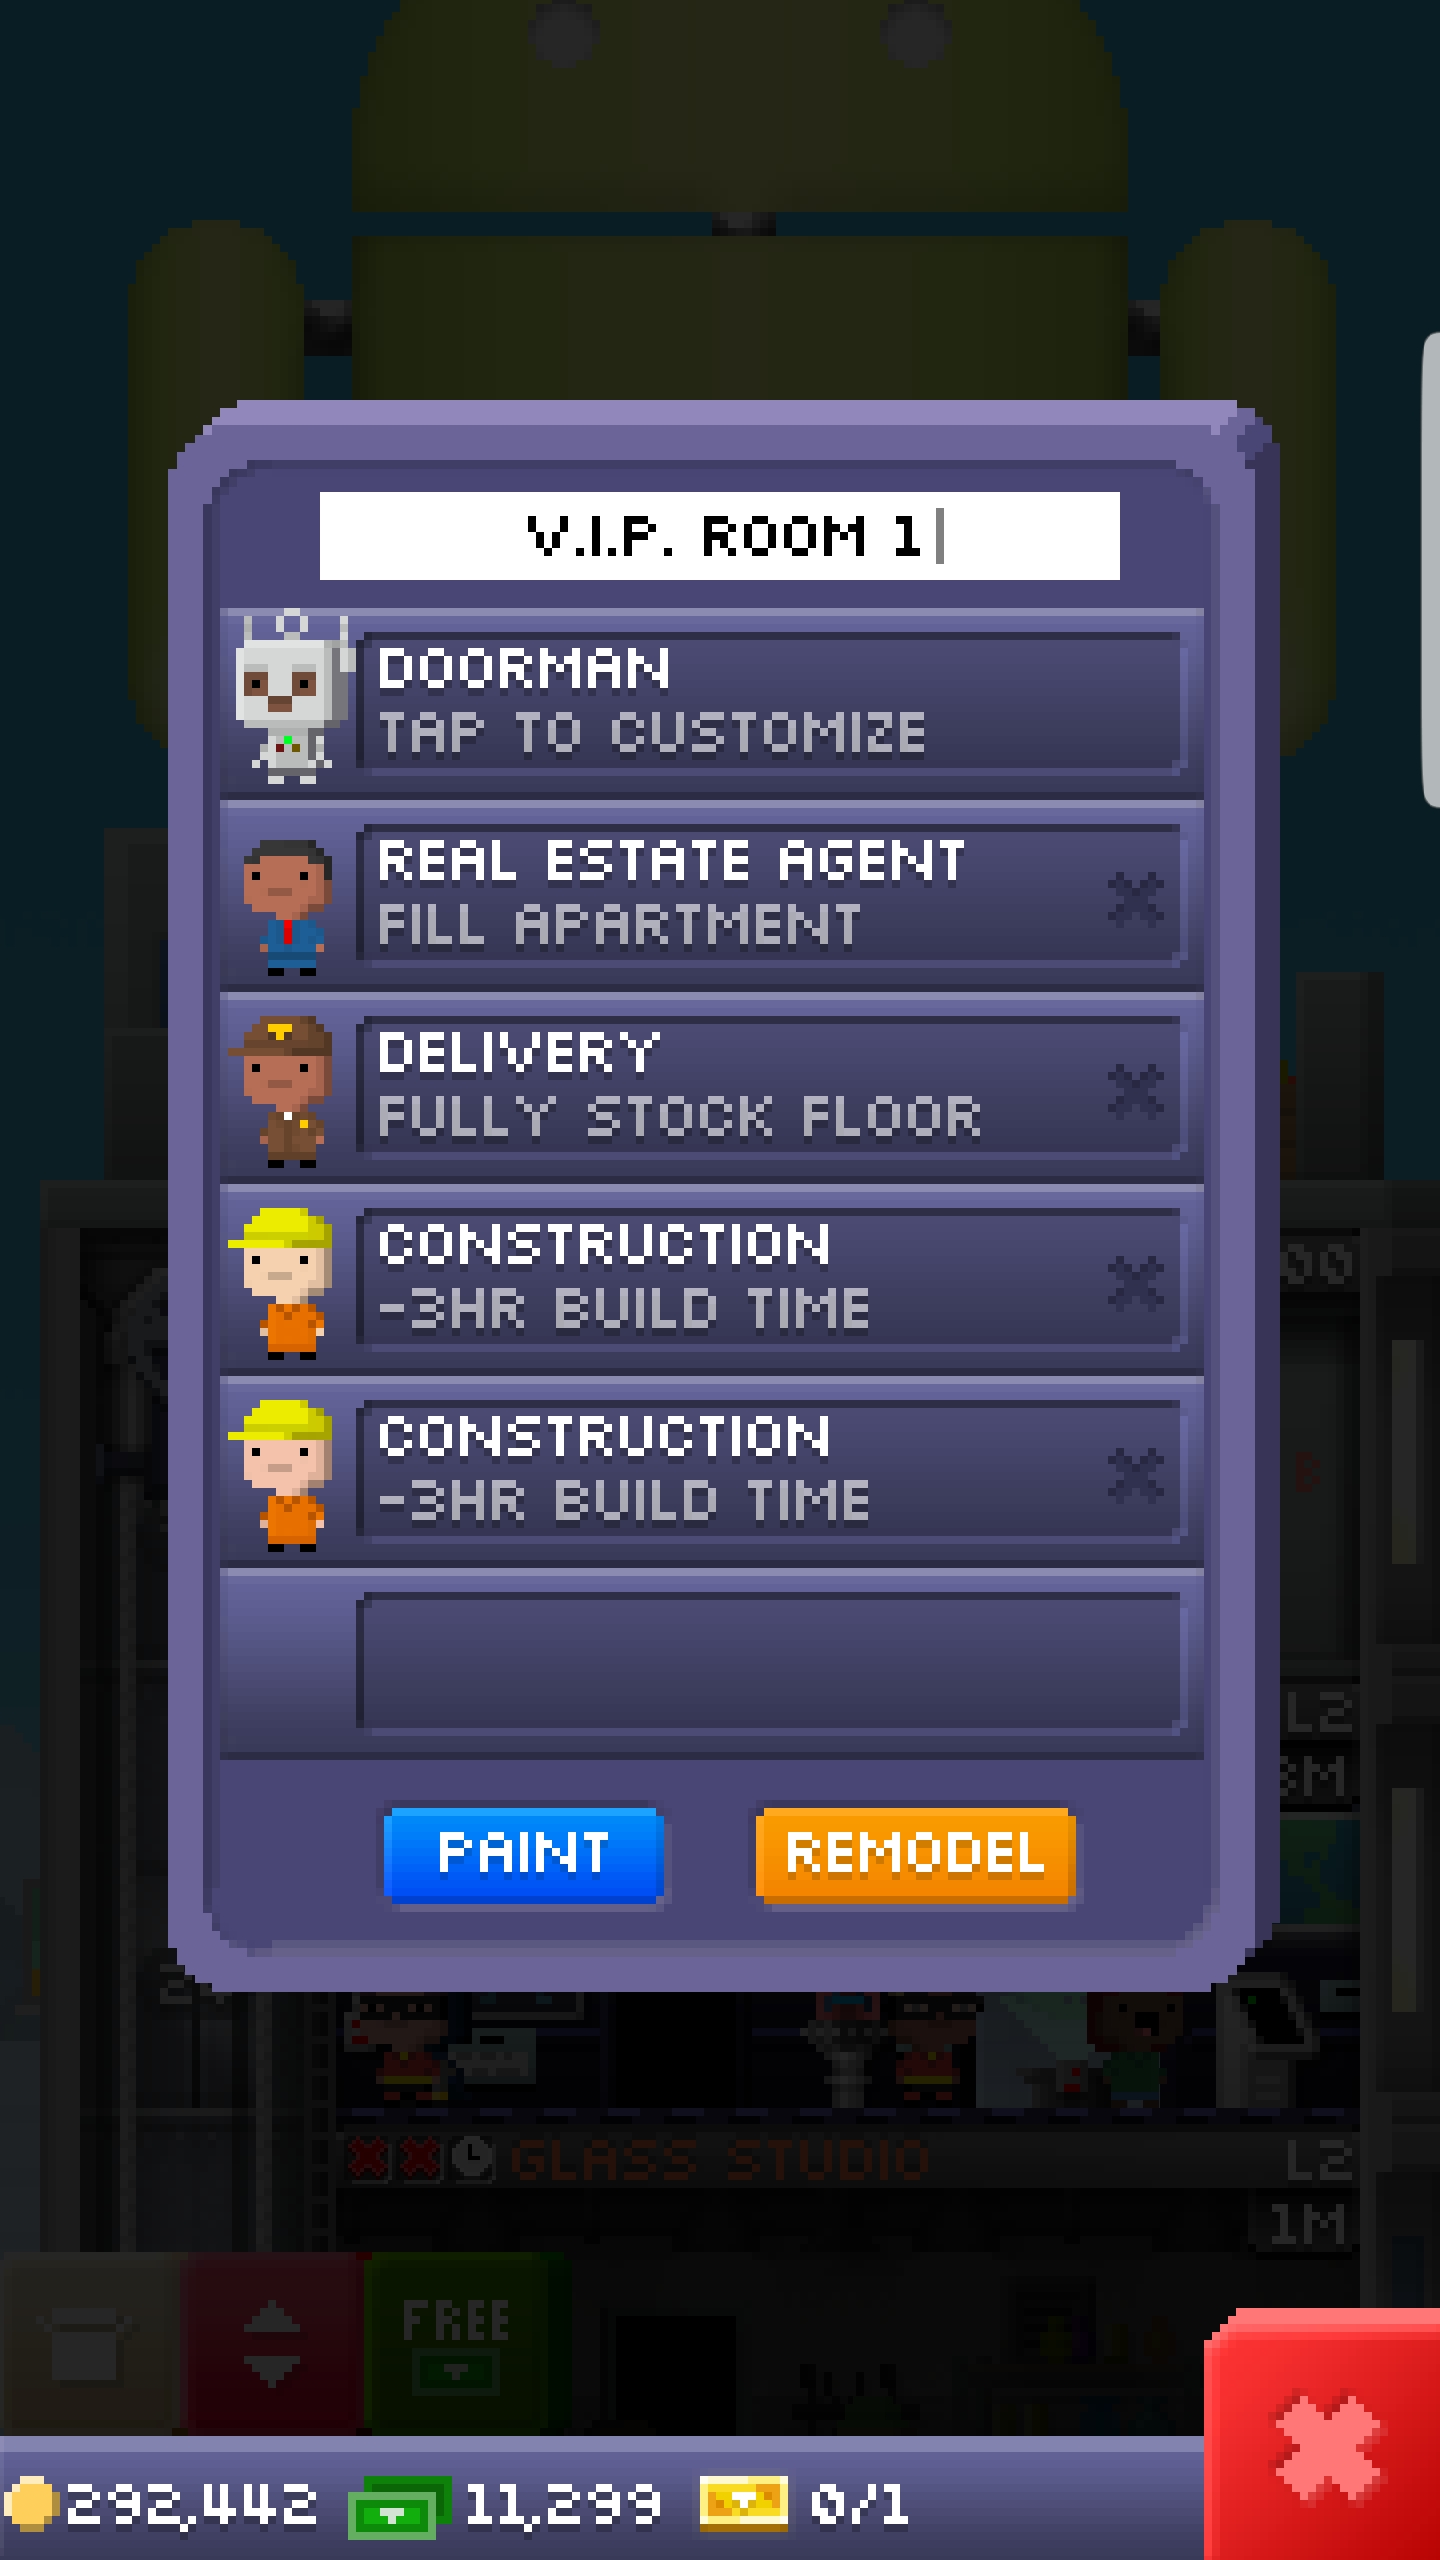 V.I.P. ROOM 1
DOORMAN
TAP TO CUSTOMIZE
REAL ESTATE AGENT
FILL APARTMENT
DELIVERY
FULLY STOCK FLOOR
CONSTRUCTION
-3HR BUILD TIME
CONSTRUCTION
-3HR BUILD TIME
PAINT REMODEL
L2
GLASS STUDIO L2
1M
FREE
292,442 11,299 0/1